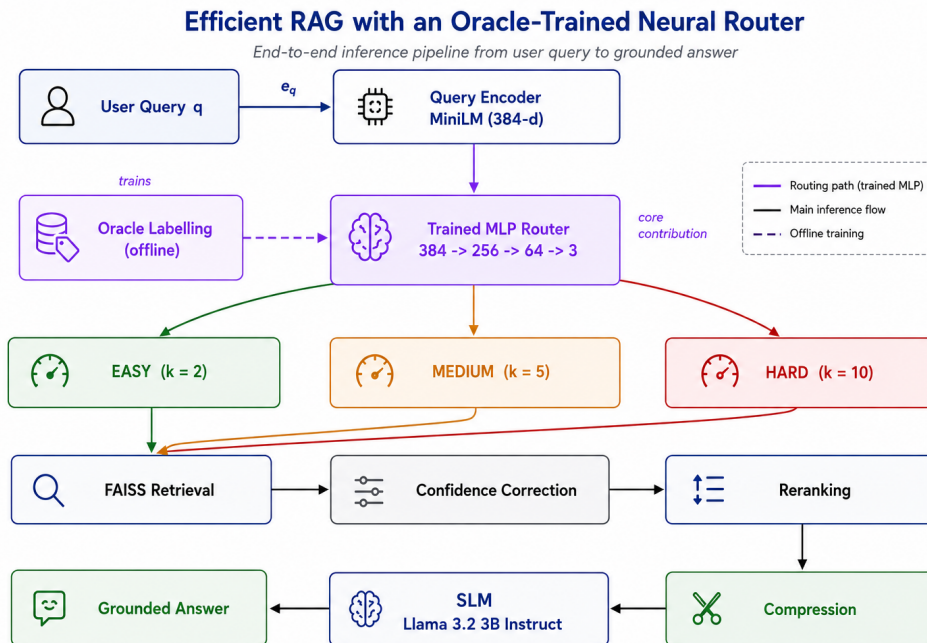 Efficient RAG with an Oracle-Trained Neural Router
End-to-end inference pipeline from user query to grounded answer
User Query q
e_q
Query Encoder
MiniLM (384-d)
trains
Oracle Labelling
(offline)
Trained MLP Router
384 -> 256 -> 64 -> 3
core
contribution
Routing path (trained MLP)
Main inference flow
Offline training
EASY (k = 2)
MEDIUM (k = 5)
HARD (k = 10)
FAISS Retrieval
Confidence Correction
Reranking
Grounded Answer
SLM
Llama 3.2 3B Instruct
Compression